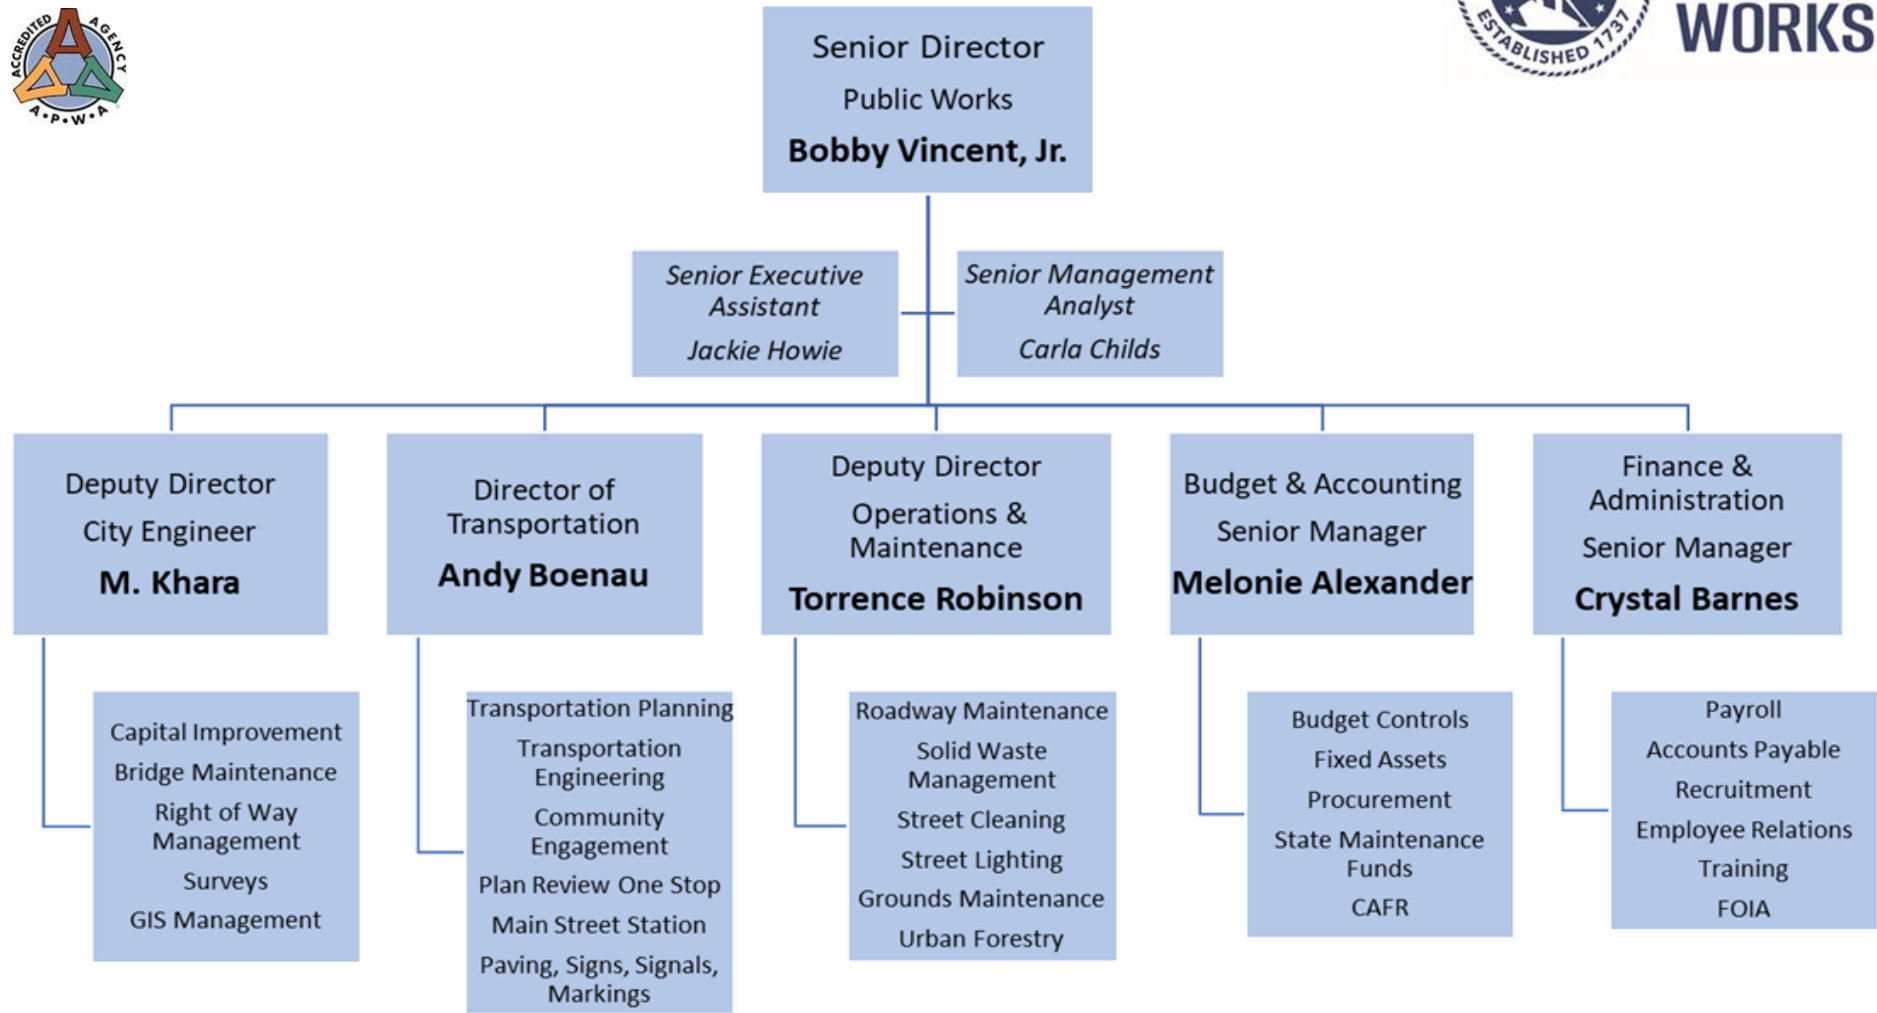 ACCREDITED AGENCY
A•P•W•A
ESTABLISHED 1737
WORKS
Senior Director
Public Works
Bobby Vincent, Jr.
Senior Executive
Assistant
Jackie Howie
Senior Management
Analyst
Carla Childs
Deputy Director
City Engineer
M. Khara
Director of
Transportation
Andy Boenau
Deputy Director
Operations &
Maintenance
Torrence Robinson
Budget & Accounting
Senior Manager
Melonie Alexander
Finance &
Administration
Senior Manager
Crystal Barnes
Capital Improvement
Bridge Maintenance
Right of Way
Management
Surveys
GIS Management
Transportation Planning
Transportation
Engineering
Community
Engagement
Plan Review One Stop
Main Street Station
Paving, Signs, Signals,
Markings
Roadway Maintenance
Solid Waste
Management
Street Cleaning
Street Lighting
Grounds Maintenance
Urban Forestry
Budget Controls
Fixed Assets
Procurement
State Maintenance
Funds
CAFR
Payroll
Accounts Payable
Recruitment
Employee Relations
Training
FOIA